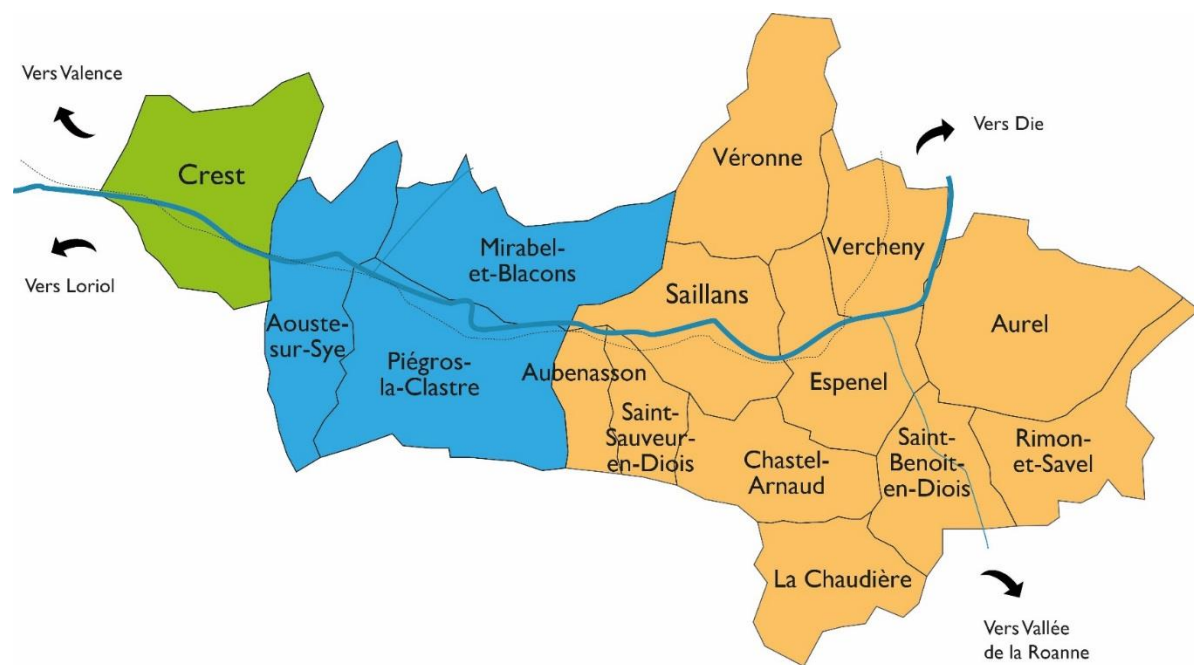 Vers Valence
Vers Die
Véronne
Crest
Mirabel-
et-Blacons
Vercheny
Vers Loriol
Saillans
Aouste-
sur-Sye
Aurel
Piégros-
la-Clastre
Aubenasson
Espenel
Saint-
Sauveur-
en-Diois
Chastel-
Arnaud
Saint-
Benoit-
en-Diois
Rimon-
et-Savel
La Chaudière
Vers Vallée
de la Roanne